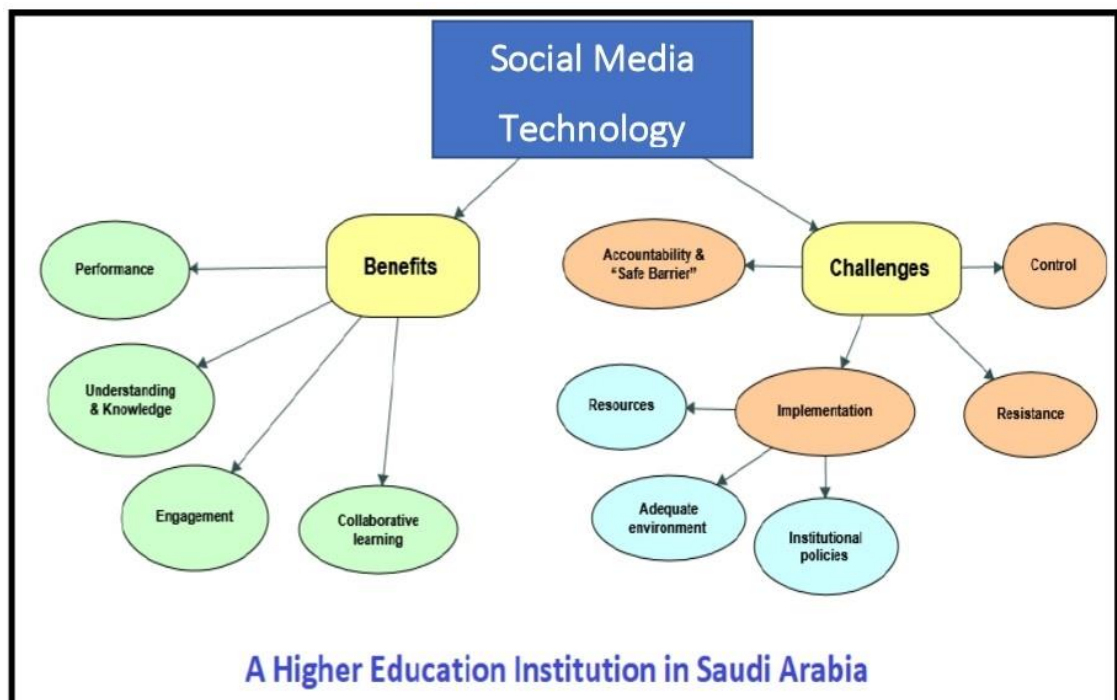 Social Media
Technology
Benefits
Challenges
Performance
Understanding
& Knowledge
Engagement
Collaborative
learning
Accountability &
“Safe Barrier”
Control
Implementation
Resistance
Resources
Adequate
environment
Institutional
policies
A Higher Education Institution in Saudi Arabia